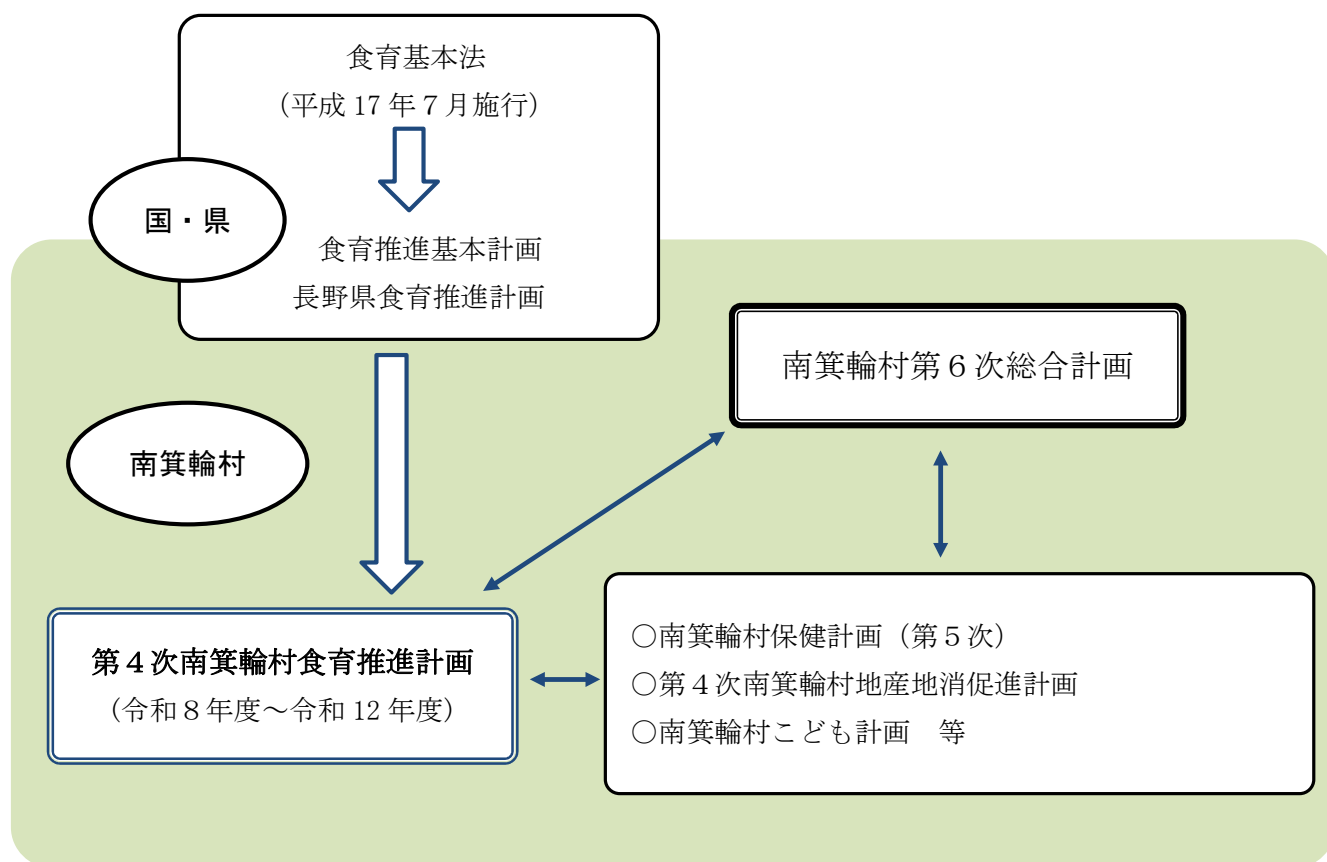 食育基本法
（平成 17 年７月施行）
国・県
食育推進基本計画
長野県食育推進計画
南箕輪村第６次総合計画
南箕輪村
第４次南箕輪村食育推進計画
（令和８年度～令和 12 年度）
○南箕輪村保健計画（第５次）
○第４次南箕輪村地産地消促進計画
○南箕輪村こども計画　等